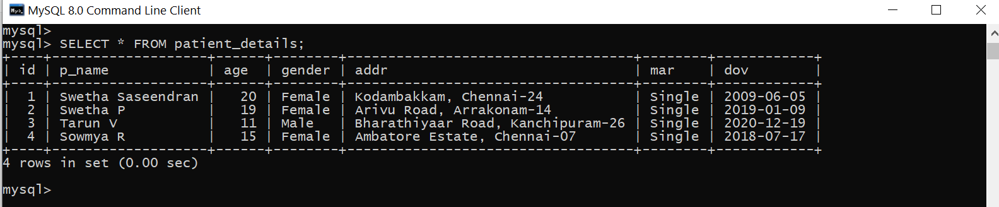 MySQL 8.0 Command Line Client
mysql>
mysql> SELECT * FROM patient_details;
+----+-------------------+------+--------+-----------------------------------+--------+------------+
| id | p_name            | age  | gender | addr                              | mar    | dov        |
+----+-------------------+------+--------+-----------------------------------+--------+------------+
|  1 | Swetha Saseendran |   20 | Female | Kodambakkam, Chennai-24           | Single | 2009-06-05 |
|  2 | Swetha P          |   19 | Female | Arivu Road, Arrakonam-14          | Single | 2019-01-09 |
|  3 | Tarun V           |   11 | Male   | Bharathiyaar Road, Kanchipuram-26 | Single | 2020-12-19 |
|  4 | Sowmya R          |   15 | Female | Ambatore Estate, Chennai-07       | Single | 2018-07-17 |
+----+-------------------+------+--------+-----------------------------------+--------+------------+
4 rows in set (0.00 sec)
mysql>